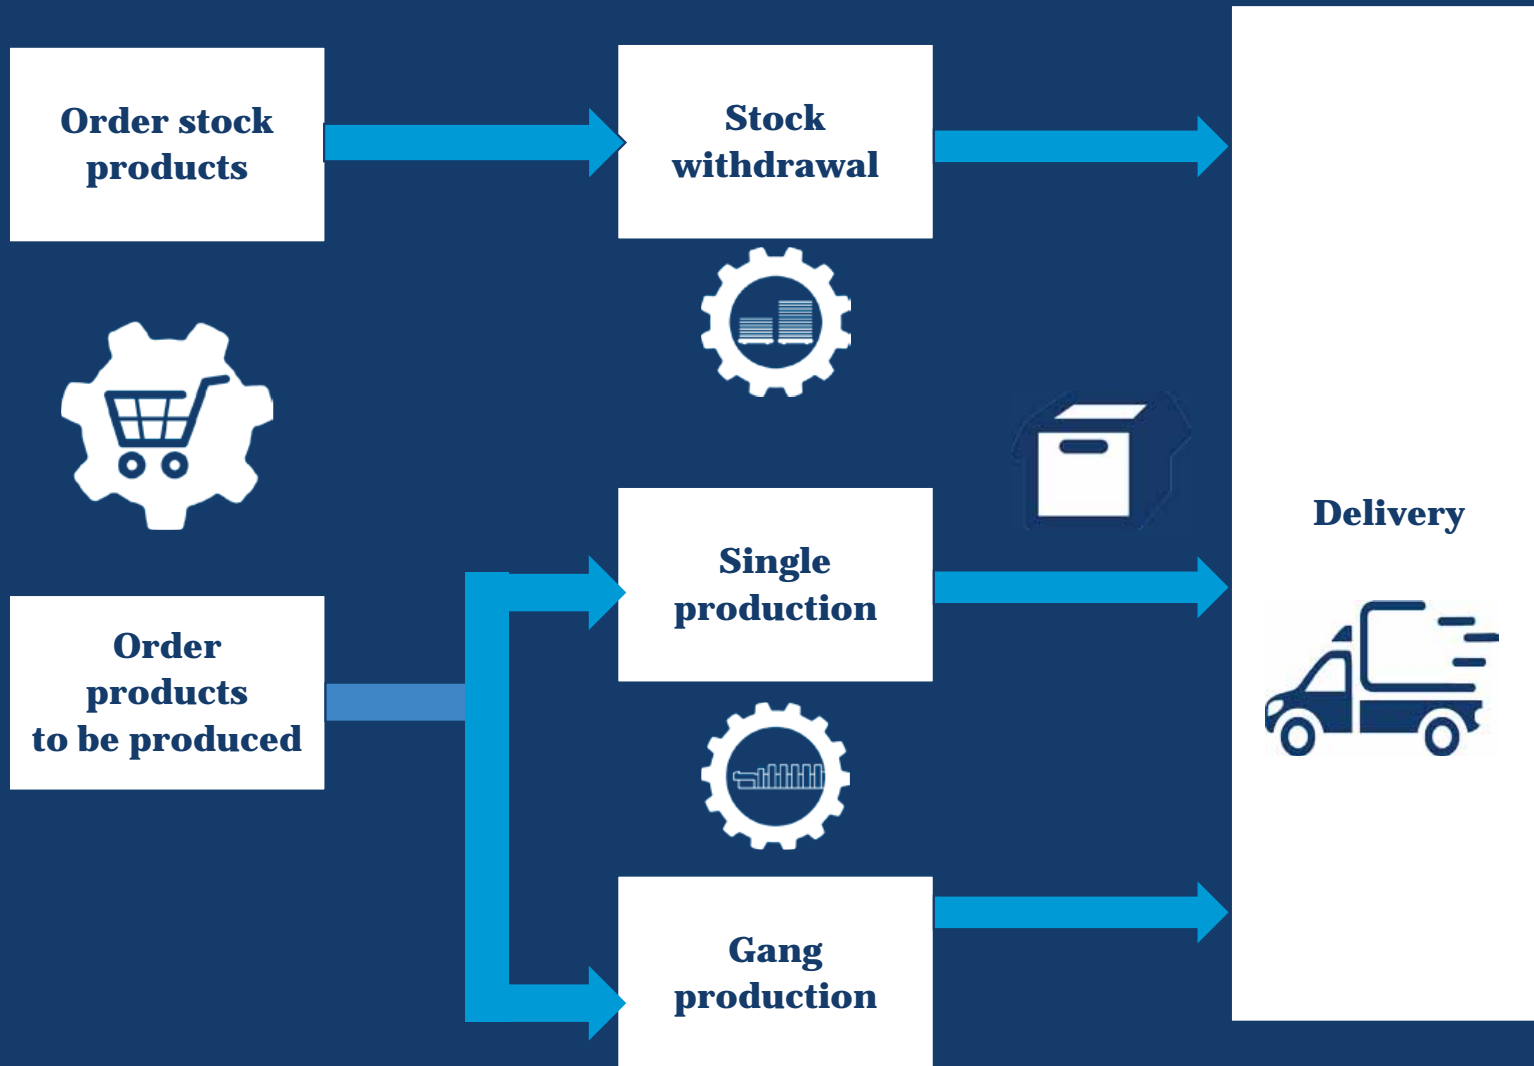 Order stock
products
Stock
withdrawal
Single
production
Delivery
Order
products
to be produced
Gang
production